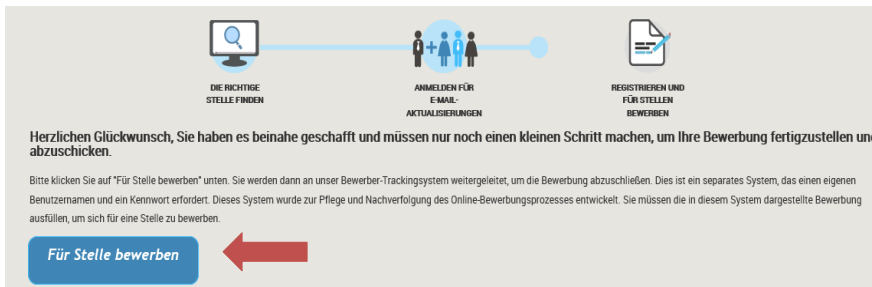 DIE RICHTIGE
STELLE FINDEN
ANMELDEN FÜR
E-MAIL-
AKTUALISIERUNGEN
REGISTRIEREN UND
FÜR STELLEN
BEWERBEN
Herzlichen Glückwunsch, Sie haben es beinahe geschafft und müssen nur noch einen kleinen Schritt machen, um Ihre Bewerbung fertigzustellen
abzuschicken.
Bitte klicken Sie auf "Für Stelle bewerben" unten. Sie werden dann an unser Bewerber-Trackingsystem weitergeleitet, um die Bewerbung abzuschließen. Dies ist ein separates System, das einen eigenen
Benutzernamen und ein Kennwort erfordert. Dieses System wurde zur Pflege und Nachverfolgung des Online-Bewerbungsprozesses entwickelt. Sie müssen die in diesem System dargestellte Bewerbung
ausfüllen, um sich für eine Stelle zu bewerben.
Für Stelle bewerben